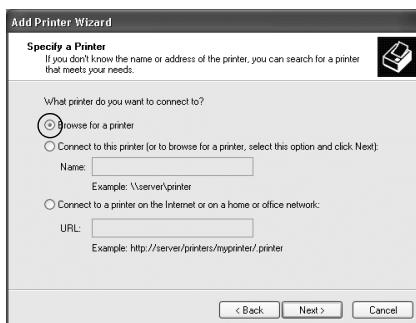 Add Printer Wizard
Specify a Printer
If you don't know the name or address of the printer, you can search for a printer
that meets your needs.
What printer do you want to connect to?
Browse for a printer
Connect to this printer (or to browse for a printer, select this option and click Next):
Name:
Example: \\server\printer
Connect to a printer on the Internet or on a home or office network:
URL:
Example: http://server/printers/myprinter/.printer
< Back Next > Cancel